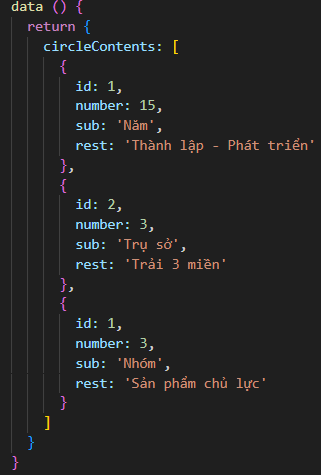 data () {
return {
circleContents: [
{
id: 1,
number: 15,
sub: 'Năm',
rest: 'Thành lập - Phát triển'
},
{
id: 2,
number: 3,
sub: 'Trụ sở',
rest: 'Trải 3 miền'
},
{
id: 1,
number: 3,
sub: 'Nhóm',
rest: 'Sản phẩm chủ lực'
}
]
}
}